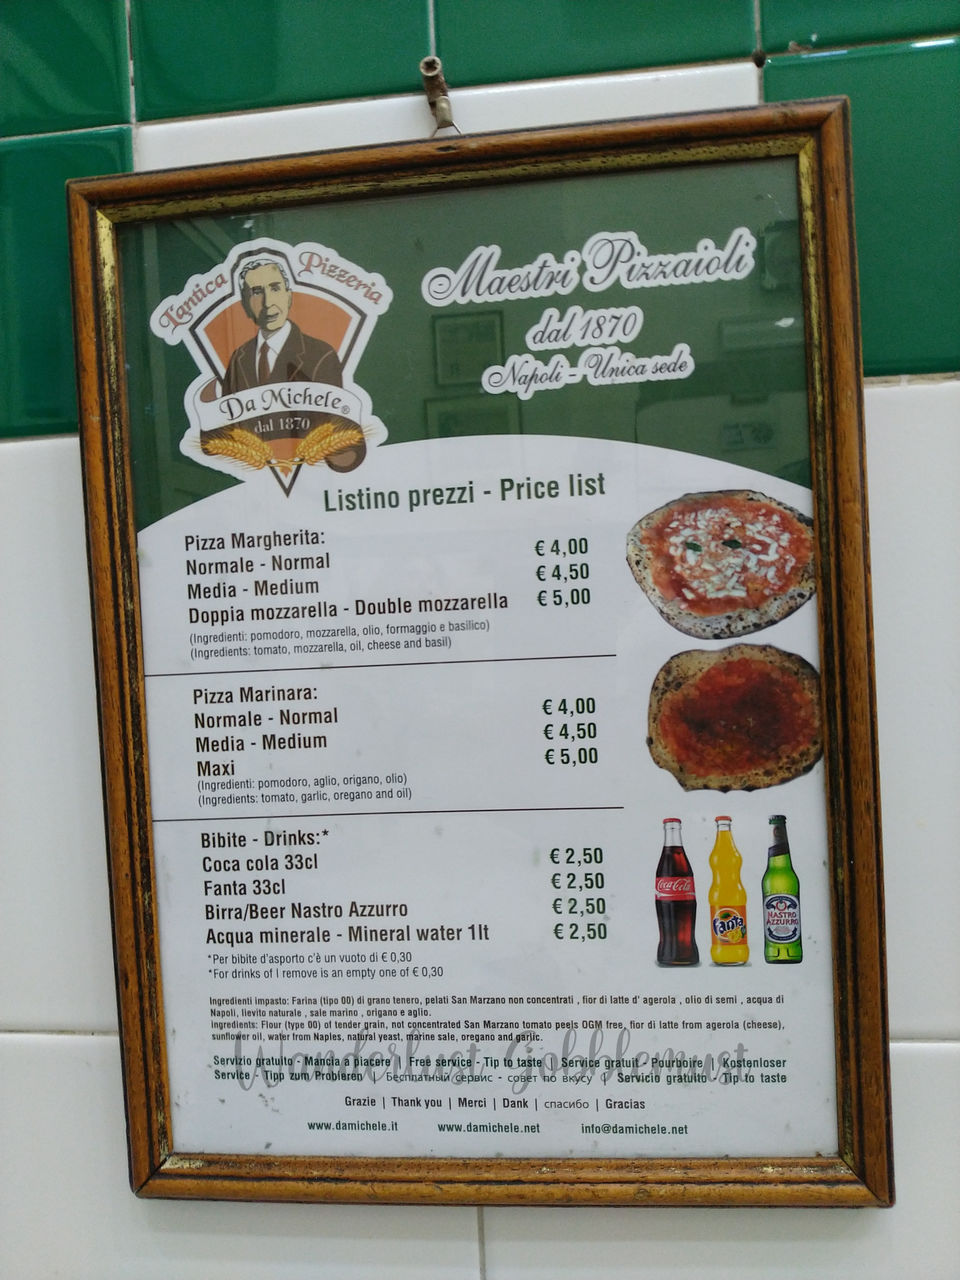 L'antica Pizzeria
Da Michele®
dal 1870
Maestri Pizzaioli
dal 1870
Napoli - Unica sede
Listino prezzi - Price list
Pizza Margherita:
Normale - Normal € 4,00
Media - Medium € 4,50
Doppia mozzarella - Double mozzarella € 5,00
(Ingredienti: pomodoro, mozzarella, olio, formaggio e basilico)
(Ingredients: tomato, mozzarella, oil, cheese and basil)
Pizza Marinara:
Normale - Normal € 4,00
Media - Medium € 4,50
Maxi € 5,00
(Ingredienti: pomodoro, aglio, origano, olio)
(Ingredients: tomato, garlic, oregano and oil)
Bibite - Drinks:*
Coca cola 33cl € 2,50
Fanta 33cl € 2,50
Birra/Beer Nastro Azzurro € 2,50
Acqua minerale - Mineral water 1lt € 2,50
Coca-Cola
Fanta
NASTRO
AZZURRO
*Per bibite d'asporto c'è un vuoto di € 0,30
*For drinks of I remove is an empty one of € 0,30
Ingredienti impasto: Farina (tipo 00) di grano tenero, pelati San Marzano non concentrati , fior di latte d' agerola , olio di semi , acqua di
Napoli, lievito naturale , sale marino , origano e aglio.
Ingredients: Flour (type 00) of tender grain, not concentrated San Marzano tomato peels OGM free, fior di latte from agerola (cheese),
sunflower oil, water from Naples, natural yeast, marine sale, oregano and garlic.
Wanderlust Gobblemust
Servizio gratuito - Mancia a piacere | Free service - Tip to taste | Service gratuit - Pourboire | Kostenloser
Service - Tipp zum Probieren | Бесплатный сервис - совет по вкусу | Servicio gratuito - Tip to taste
Grazie | Thank you | Merci | Dank | спасибо | Gracias
www.damichele.it www.damichele.net info@damichele.net